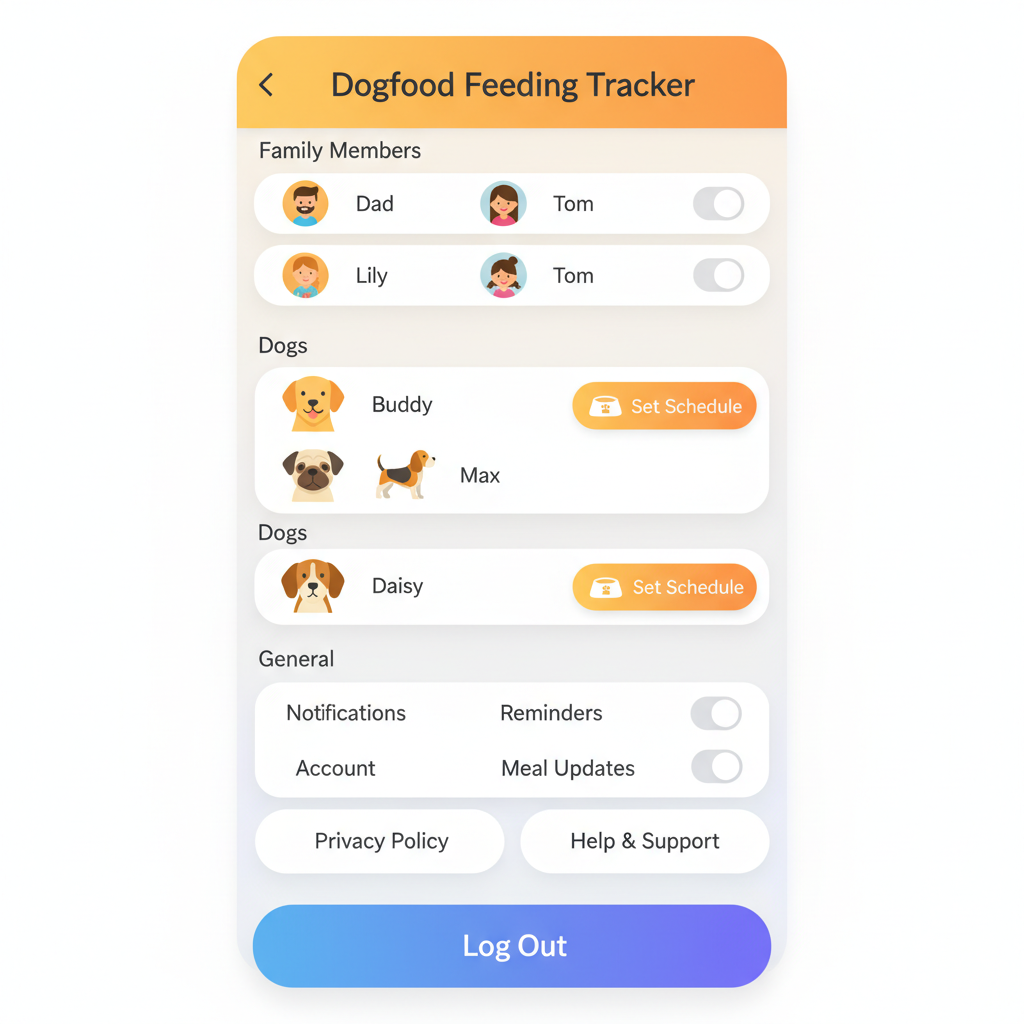 Dogfood Feeding Tracker
Family Members
Dad Tom
Lily Tom
Dogs
Buddy Set Schedule
Max
Dogs
Daisy Set Schedule
General
Notifications Reminders
Account Meal Updates
Privacy Policy Help & Support
Log Out